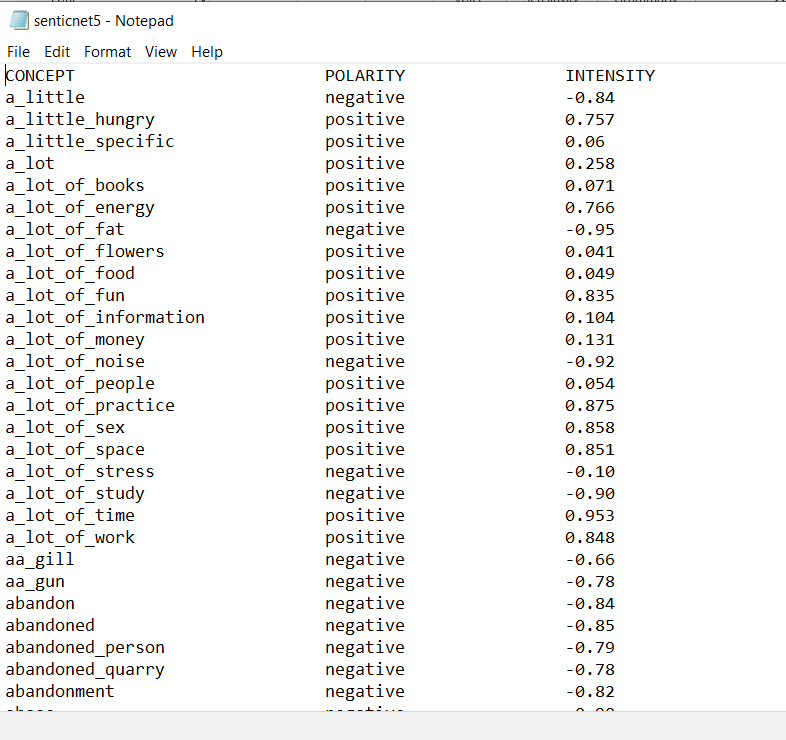 senticnet5 - Notepad
File Edit Format View Help
CONCEPT POLARITY INTENSITY
a_little negative -0.84
a_little_hungry positive 0.757
a_little_specific positive 0.06
a_lot positive 0.258
a_lot_of_books positive 0.071
a_lot_of_energy positive 0.766
a_lot_of_fat negative -0.95
a_lot_of_flowers positive 0.041
a_lot_of_food positive 0.049
a_lot_of_fun positive 0.835
a_lot_of_information positive 0.104
a_lot_of_money positive 0.131
a_lot_of_noise negative -0.92
a_lot_of_people positive 0.054
a_lot_of_practice positive 0.875
a_lot_of_sex positive 0.858
a_lot_of_space positive 0.851
a_lot_of_stress negative -0.10
a_lot_of_study negative -0.90
a_lot_of_time positive 0.953
a_lot_of_work positive 0.848
aa_gill negative -0.66
aa_gun negative -0.78
abandon negative -0.84
abandoned negative -0.85
abandoned_person negative -0.79
abandoned_quarry negative -0.78
abandonment negative -0.82